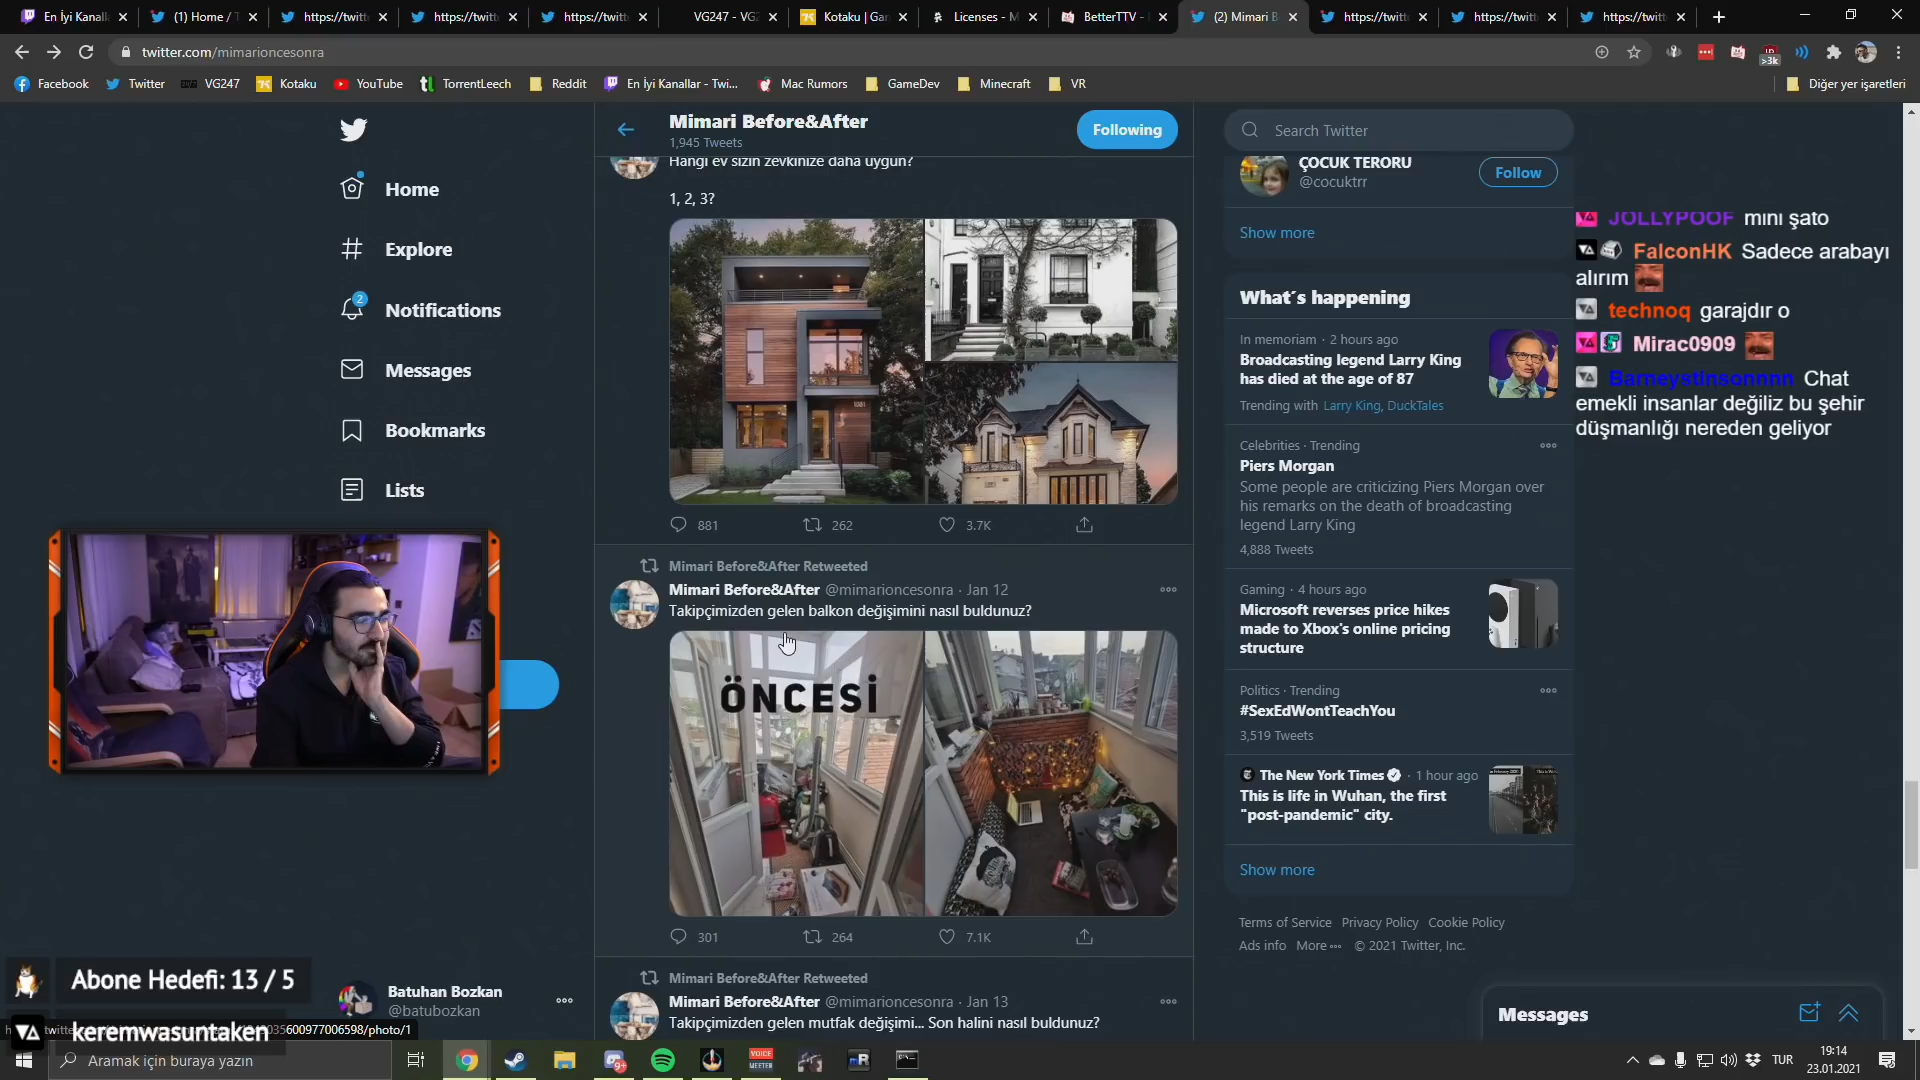 En İyi Kanall
(1) Home / T
https://twitt
https://twitt
https://twitt
VG247 - VG
Kotaku | Ga
Licenses - M
BetterTTV -
(2) Mimari B
https://twitt
https://twitt
https://twitt
twitter.com/mimarioncesonra
>3k
Facebook
Twitter
VG247
Kotaku
YouTube
TorrentLeech
Reddit
En İyi Kanallar - Twi...
Mac Rumors
GameDev
Minecraft
VR
Diğer yer işaretleri
Home
Explore
2
Notifications
Messages
Bookmarks
Lists
Abone Hedefi: 13 / 5
keremwasuntaken
Batuhan Bozkan
@batubozkan
Mimari Before&After
1,945 Tweets
Following
Hangi ev sizin zevkinize daha uygun?
1, 2, 3?
881
262
3.7K
Mimari Before&After Retweeted
Mimari Before&After @mimarioncesonra · Jan 12
Takipçimizden gelen balkon değişimini nasıl buldunuz?
ÖNCESİ
301
264
7.1K
Mimari Before&After Retweeted
Mimari Before&After @mimarioncesonra · Jan 13
Takipçimizden gelen mutfak değişimi... Son halini nasıl buldunuz?
Search Twitter
ÇOCUK TERORU
@cocuktrr
Follow
Show more
What's happening
In memoriam · 2 hours ago
Broadcasting legend Larry King
has died at the age of 87
Trending with Larry King, DuckTales
Celebrities · Trending
Piers Morgan
Some people are criticizing Piers Morgan over
his remarks on the death of broadcasting
legend Larry King
4,888 Tweets
Gaming · 4 hours ago
Microsoft reverses price hikes
made to Xbox's online pricing
structure
Politics · Trending
#SexEdWontTeachYou
3,519 Tweets
The New York Times · 1 hour ago
This is life in Wuhan, the first
"post-pandemic" city.
Show more
Terms of Service Privacy Policy Cookie Policy
Ads info More ··· © 2021 Twitter, Inc.
Messages
JOLLYPOOF mini şato
FalconHK Sadece arabayı
alırım
technoq garajdır o
Mirac0909
Barneystinsonnnn Chat
emekli insanlar değiliz bu şehir
düşmanlığı nereden geliyor
Aramak için buraya yazın
9+
VOICE
MEETER
TUR
19:14
23.01.2021